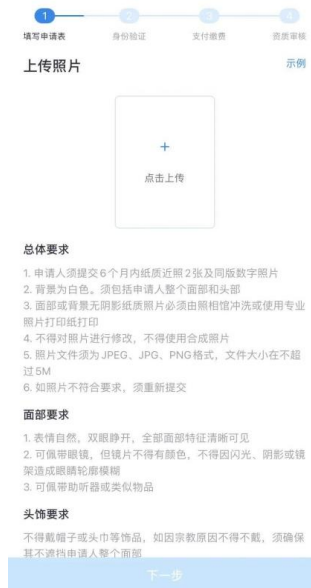 1
2
3
4
填写申请表
身份验证
支付缴费
资质审核
上传照片
示例
+
点击上传
总体要求
1. 申请人须提交6个月内纸质近照2张及同版数字照片
2. 背景为白色。须包括申请人整个面部和头部
3. 面部或背景无阴影纸质照片必须由照相馆冲洗或使用专业
照片打印纸打印
4. 不得对照片进行修改，不得使用合成照片
5. 照片文件须为JPEG、JPG、PNG格式，文件大小在不超
过5M
6. 如照片不符合要求，须重新提交
面部要求
1. 表情自然，双眼睁开，全部面部特征清晰可见
2. 可佩带眼镜，但镜片不得有颜色，不得因闪光、阴影或镜
架造成眼睛轮廓模糊
3. 可佩带助听器或类似物品
头饰要求
不得戴帽子或头巾等饰品，如因宗教原因不得不戴，须确保
其不遮挡申请人整个面部
下一步